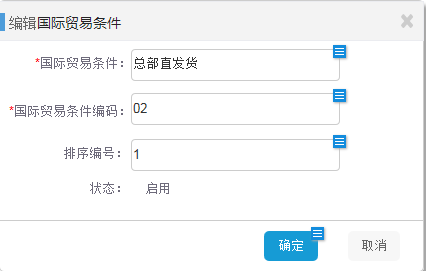 编辑国际贸易条件
*国际贸易条件: 总部直发货
*国际贸易条件编码: 02
排序编号: 1
状态: 启用
确定 取消